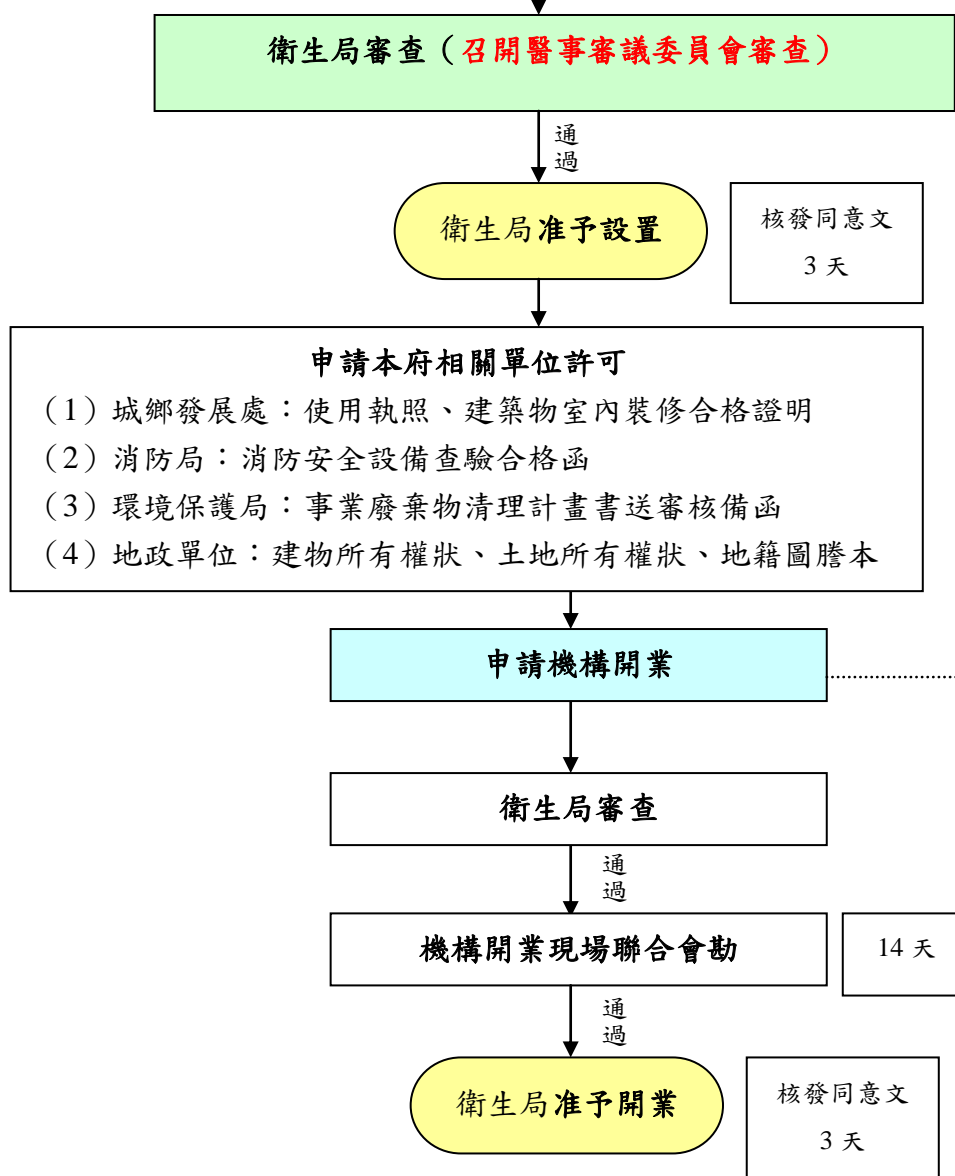 衛生局審查（召開醫事審議委員會審查）
通
過
衛生局准予設置
核發同意文
3 天
申請本府相關單位許可
（1）城鄉發展處：使用執照、建築物室內裝修合格證明
（2）消防局：消防安全設備查驗合格函
（3）環境保護局：事業廢棄物清理計畫書送審核備函
（4）地政單位：建物所有權狀、土地所有權狀、地籍圖謄本
申請機構開業
衛生局審查
通
過
機構開業現場聯合會勘
14 天
通
過
衛生局准予開業
核發同意文
3 天